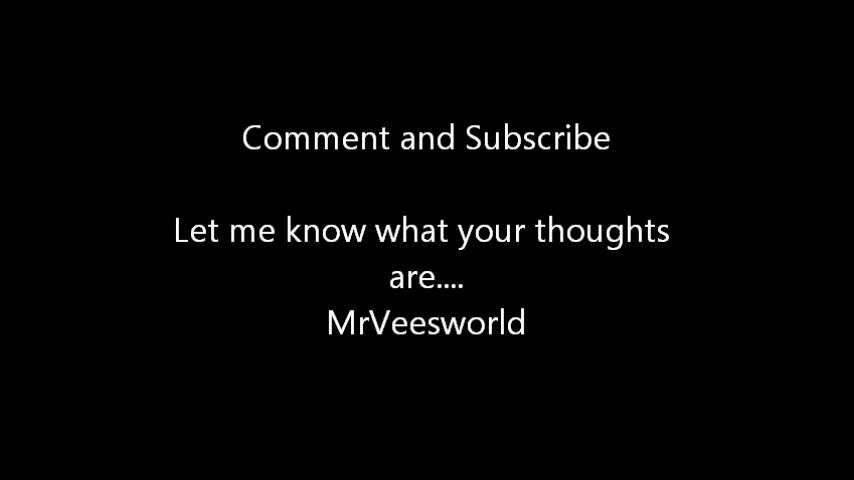 Comment and Subscribe
Let me know what your thoughts
are....
MrVeesworld